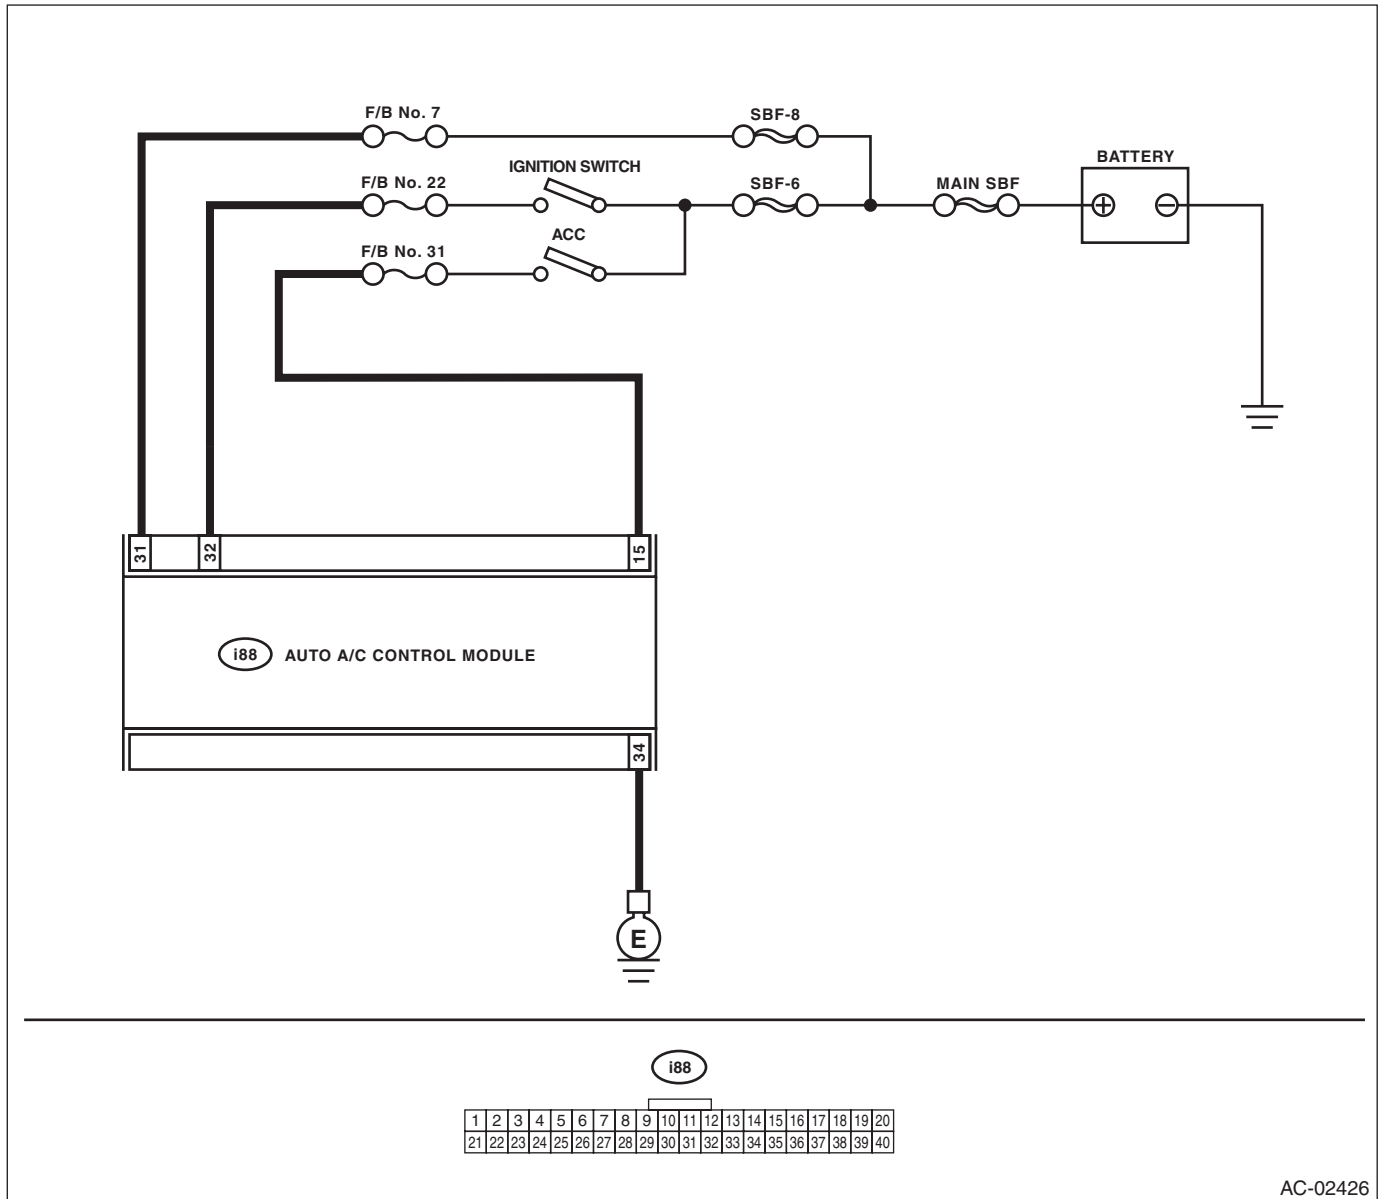 F/B No. 7
SBF-8
IGNITION SWITCH
BATTERY
F/B No. 22
SBF-6
MAIN SBF
ACC
F/B No. 31
31
32
15
i88
AUTO A/C CONTROL MODULE
34
E
i88
1 2 3 4 5 6 7 8 9 10 11 12 13 14 15 16 17 18 19 20
21 22 23 24 25 26 27 28 29 30 31 32 33 34 35 36 37 38 39 40
AC-02426